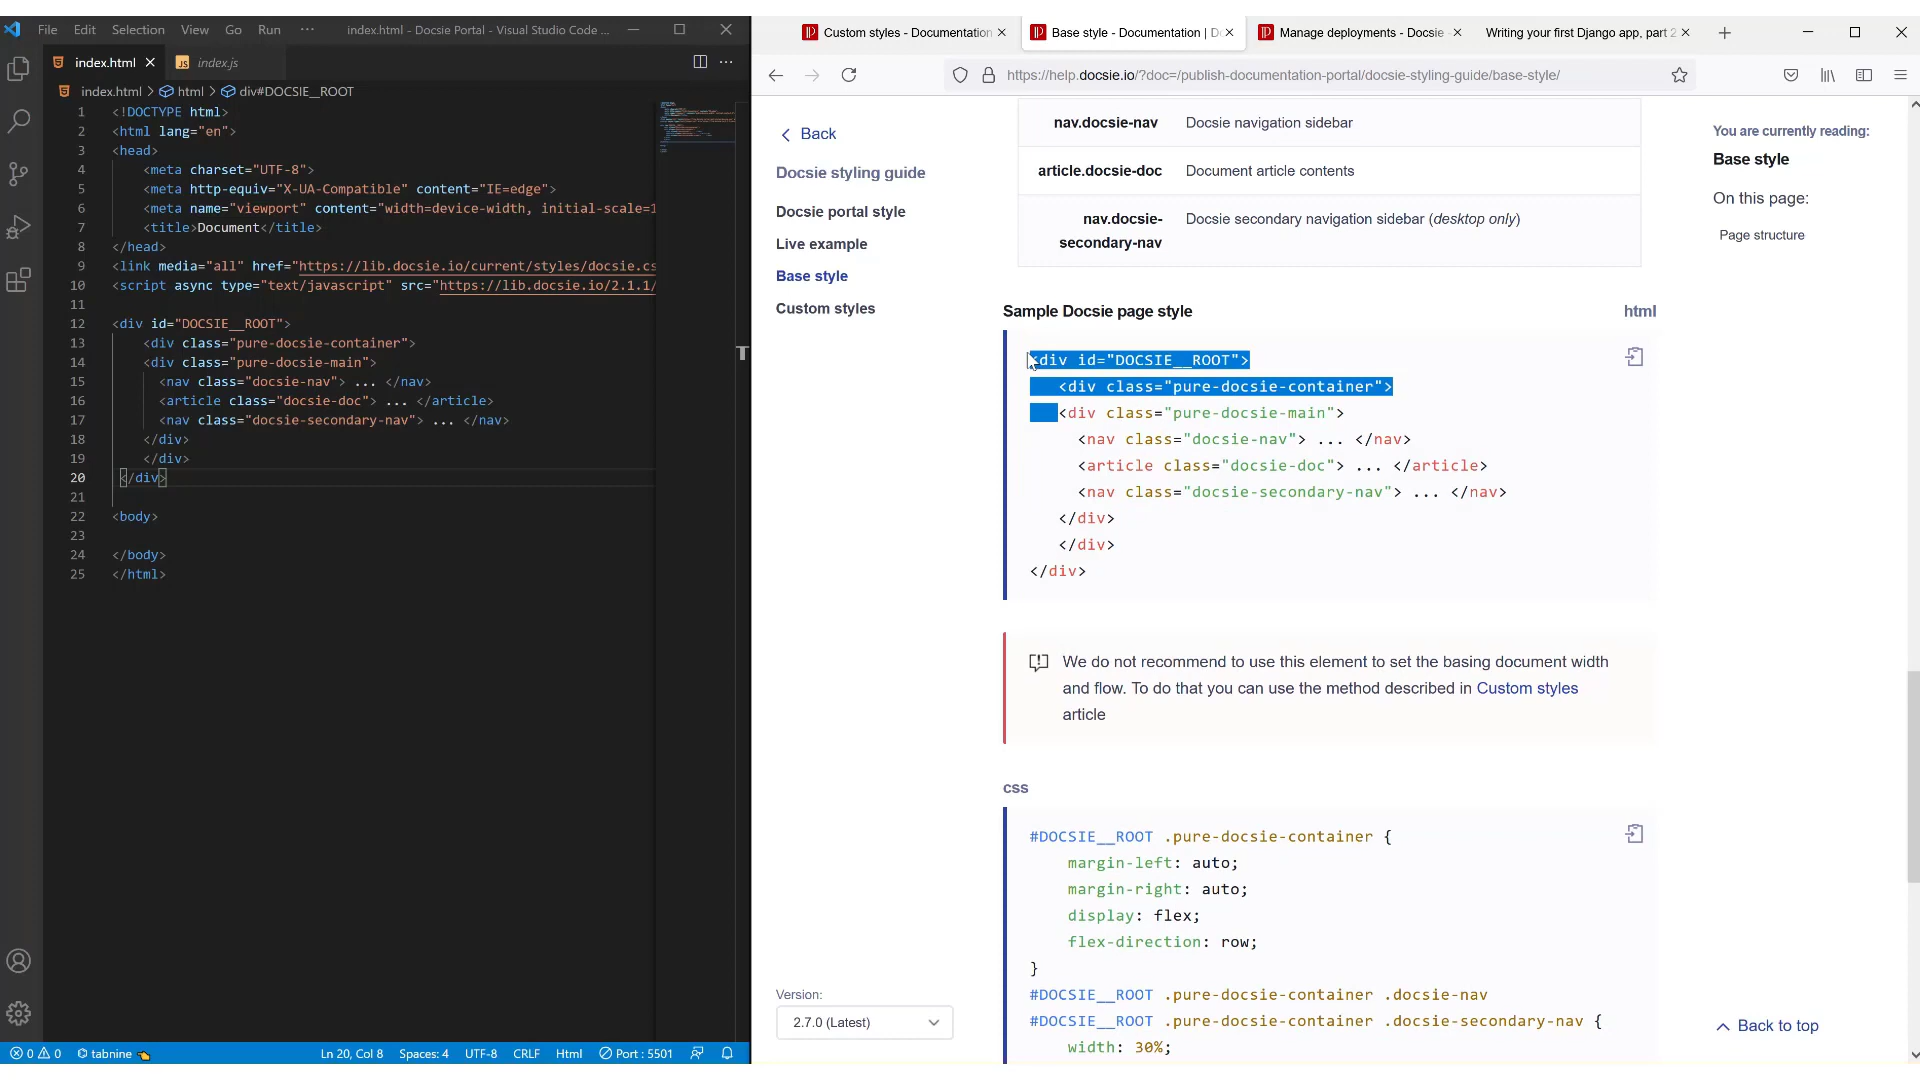 File Edit Selection View Go Run ··· index.html - Docsie Portal - Visual Studio Code ...
index.html
index.js
index.html > html > div#DOCSIE__ROOT
1 <!DOCTYPE html>
2 <html lang="en">
3 <head>
4 <meta charset="UTF-8">
5 <meta http-equiv="X-UA-Compatible" content="IE=edge">
6 <meta name="viewport" content="width=device-width, initial-scale=1
7 <title>Document</title>
8 </head>
9 <link media="all" href="https://lib.docsie.io/current/styles/docsie.cs
10 <script async type="text/javascript" src="https://lib.docsie.io/2.1.1/
11
12 <div id="DOCSIE__ROOT">
13 <div class="pure-docsie-container">
14 <div class="pure-docsie-main">
15 <nav class="docsie-nav"> ... </nav>
16 <article class="docsie-doc"> ... </article>
17 <nav class="docsie-secondary-nav"> ... </nav>
18 </div>
19 </div>
20 </div>
21
22 <body>
23
24 </body>
25 </html>
0 0 tabnine Ln 20, Col 8 Spaces: 4 UTF-8 CRLF Html Port : 5501
Custom styles - Documentation
Base style - Documentation | D
Manage deployments - Docsie
Writing your first Django app, part 2
https://help.docsie.io/?doc=/publish-documentation-portal/docsie-styling-guide/base-style/
Back
Docsie styling guide
Docsie portal style
Live example
Base style
Custom styles
Version:
2.7.0 (Latest)
nav.docsie-nav Docsie navigation sidebar
article.docsie-doc Document article contents
nav.docsie-secondary-nav Docsie secondary navigation sidebar (desktop only)
Sample Docsie page style html
<div id="DOCSIE__ROOT">
<div class="pure-docsie-container">
<div class="pure-docsie-main">
<nav class="docsie-nav"> ... </nav>
<article class="docsie-doc"> ... </article>
<nav class="docsie-secondary-nav"> ... </nav>
</div>
</div>
</div>
We do not recommend to use this element to set the basing document width
and flow. To do that you can use the method described in Custom styles
article
css
#DOCSIE__ROOT .pure-docsie-container {
margin-left: auto;
margin-right: auto;
display: flex;
flex-direction: row;
}
#DOCSIE__ROOT .pure-docsie-container .docsie-nav
#DOCSIE__ROOT .pure-docsie-container .docsie-secondary-nav {
width: 30%;
You are currently reading:
Base style
On this page:
Page structure
Back to top